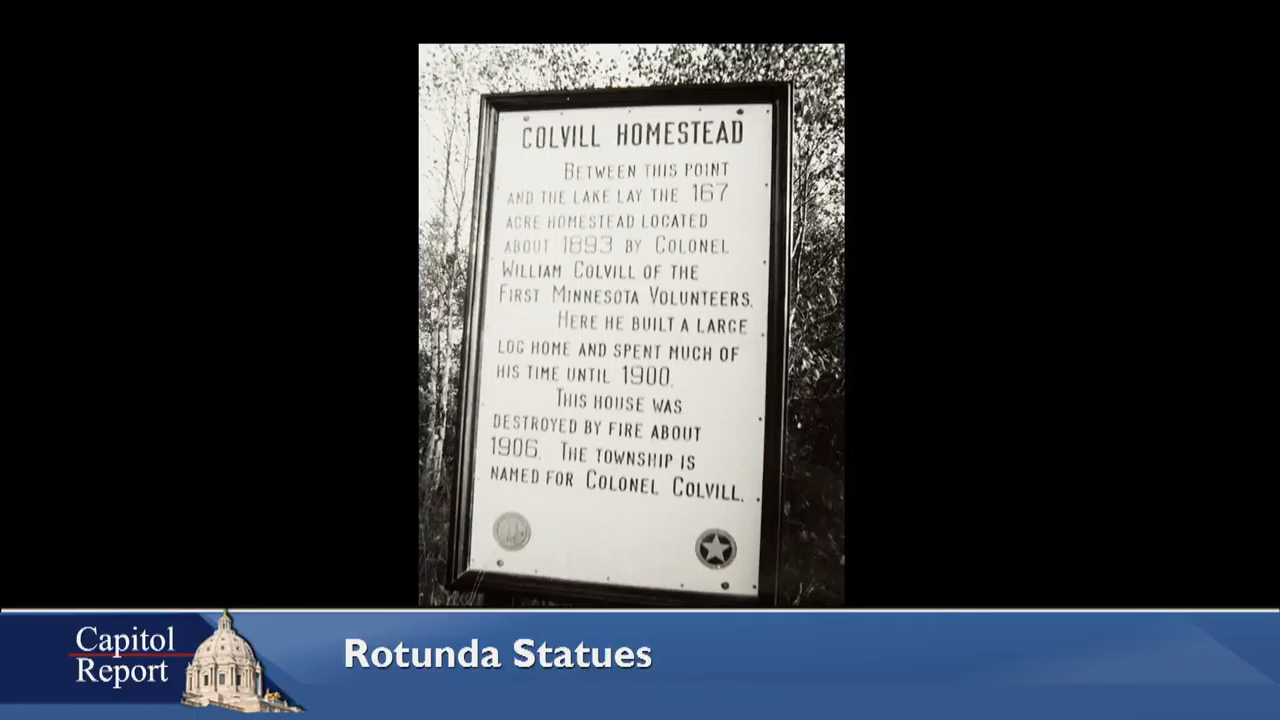 COLVILL HOMESTEAD
BETWEEN THIS POINT
AND THE LAKE LAY THE 167
ACRE HOMESTEAD LOCATED
ABOUT 1893 BY COLONEL
WILLIAM COLVILL OF THE
FIRST MINNESOTA VOLUNTEERS.
HERE HE BUILT A LARGE
LOG HOME AND SPENT MUCH OF
HIS TIME UNTIL 1900.
THIS HOUSE WAS
DESTROYED BY FIRE ABOUT
1906. THE TOWNSHIP IS
NAMED FOR COLONEL COLVILL.
Capitol
Report
Rotunda Statues